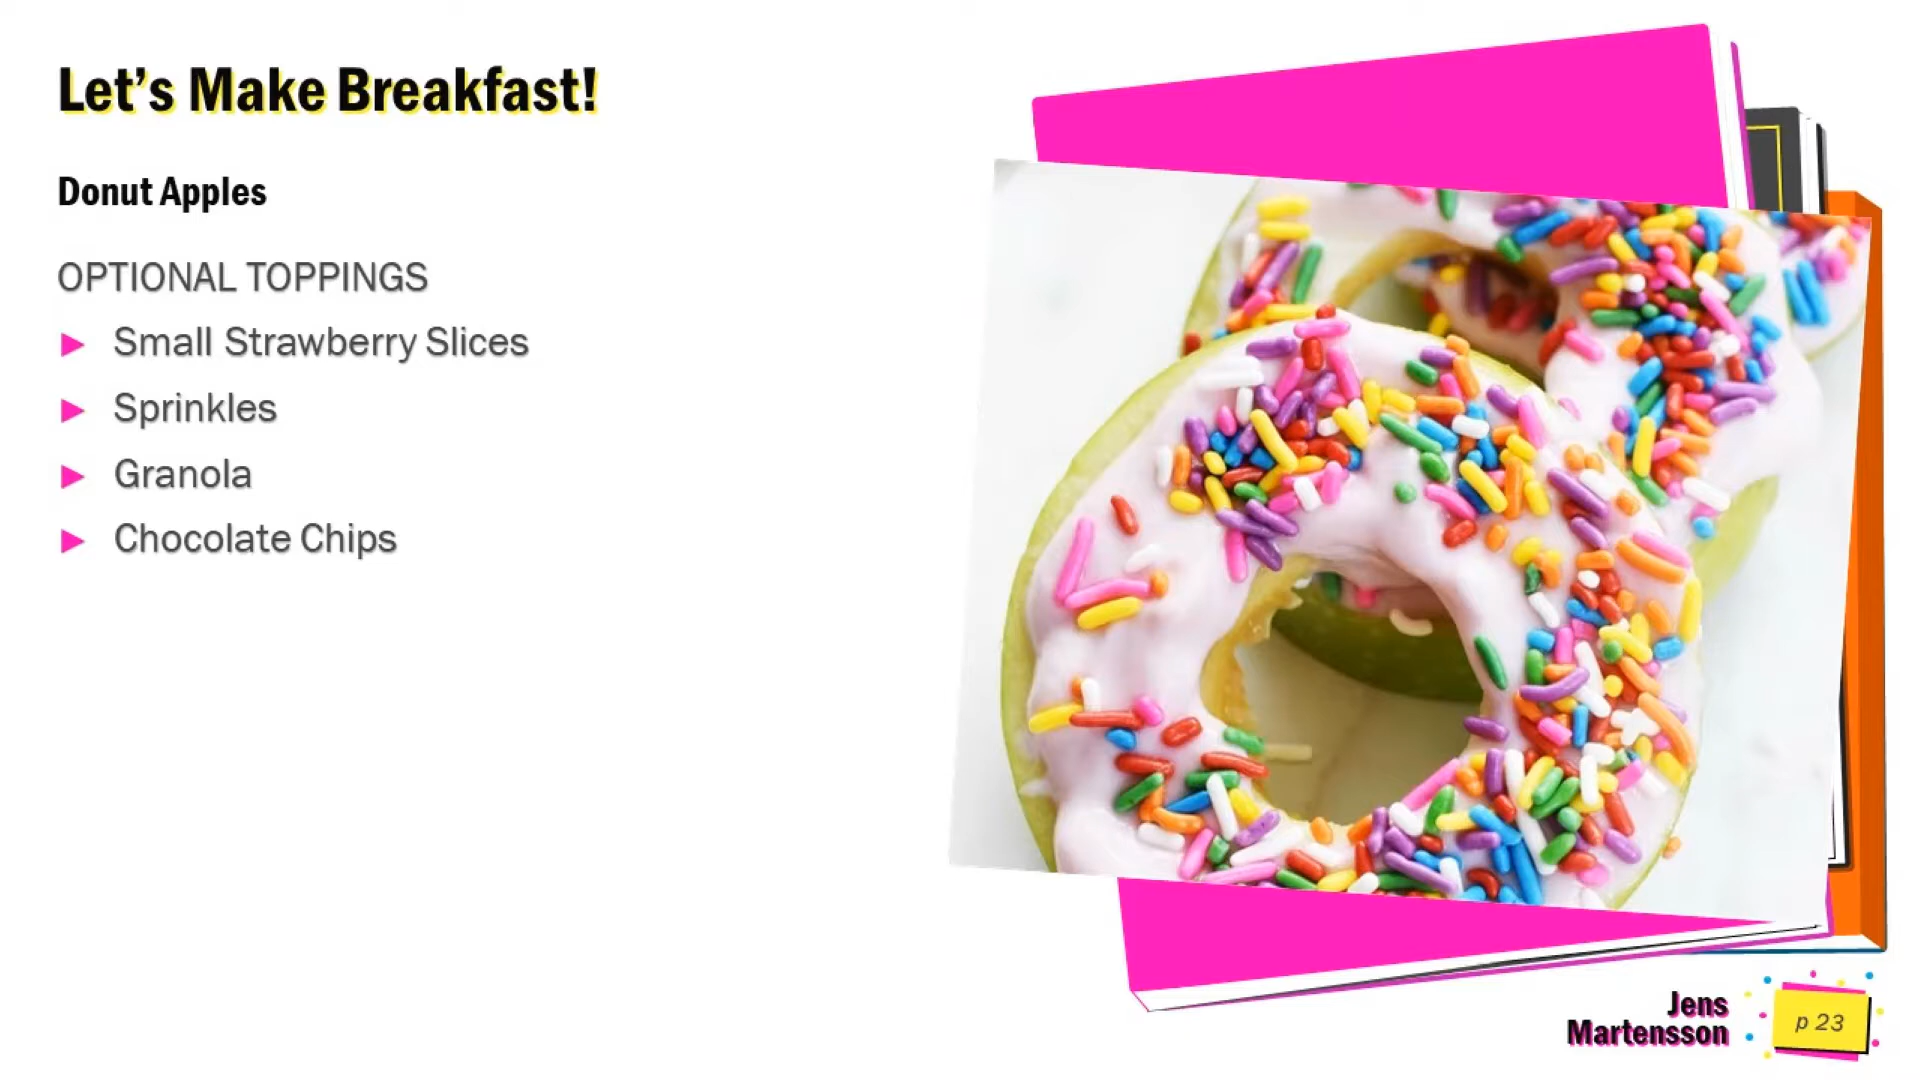 Let’s Make Breakfast!
Donut Apples
OPTIONAL TOPPINGS
Small Strawberry Slices
Sprinkles
Granola
Chocolate Chips
Jens
Martensson
p 23